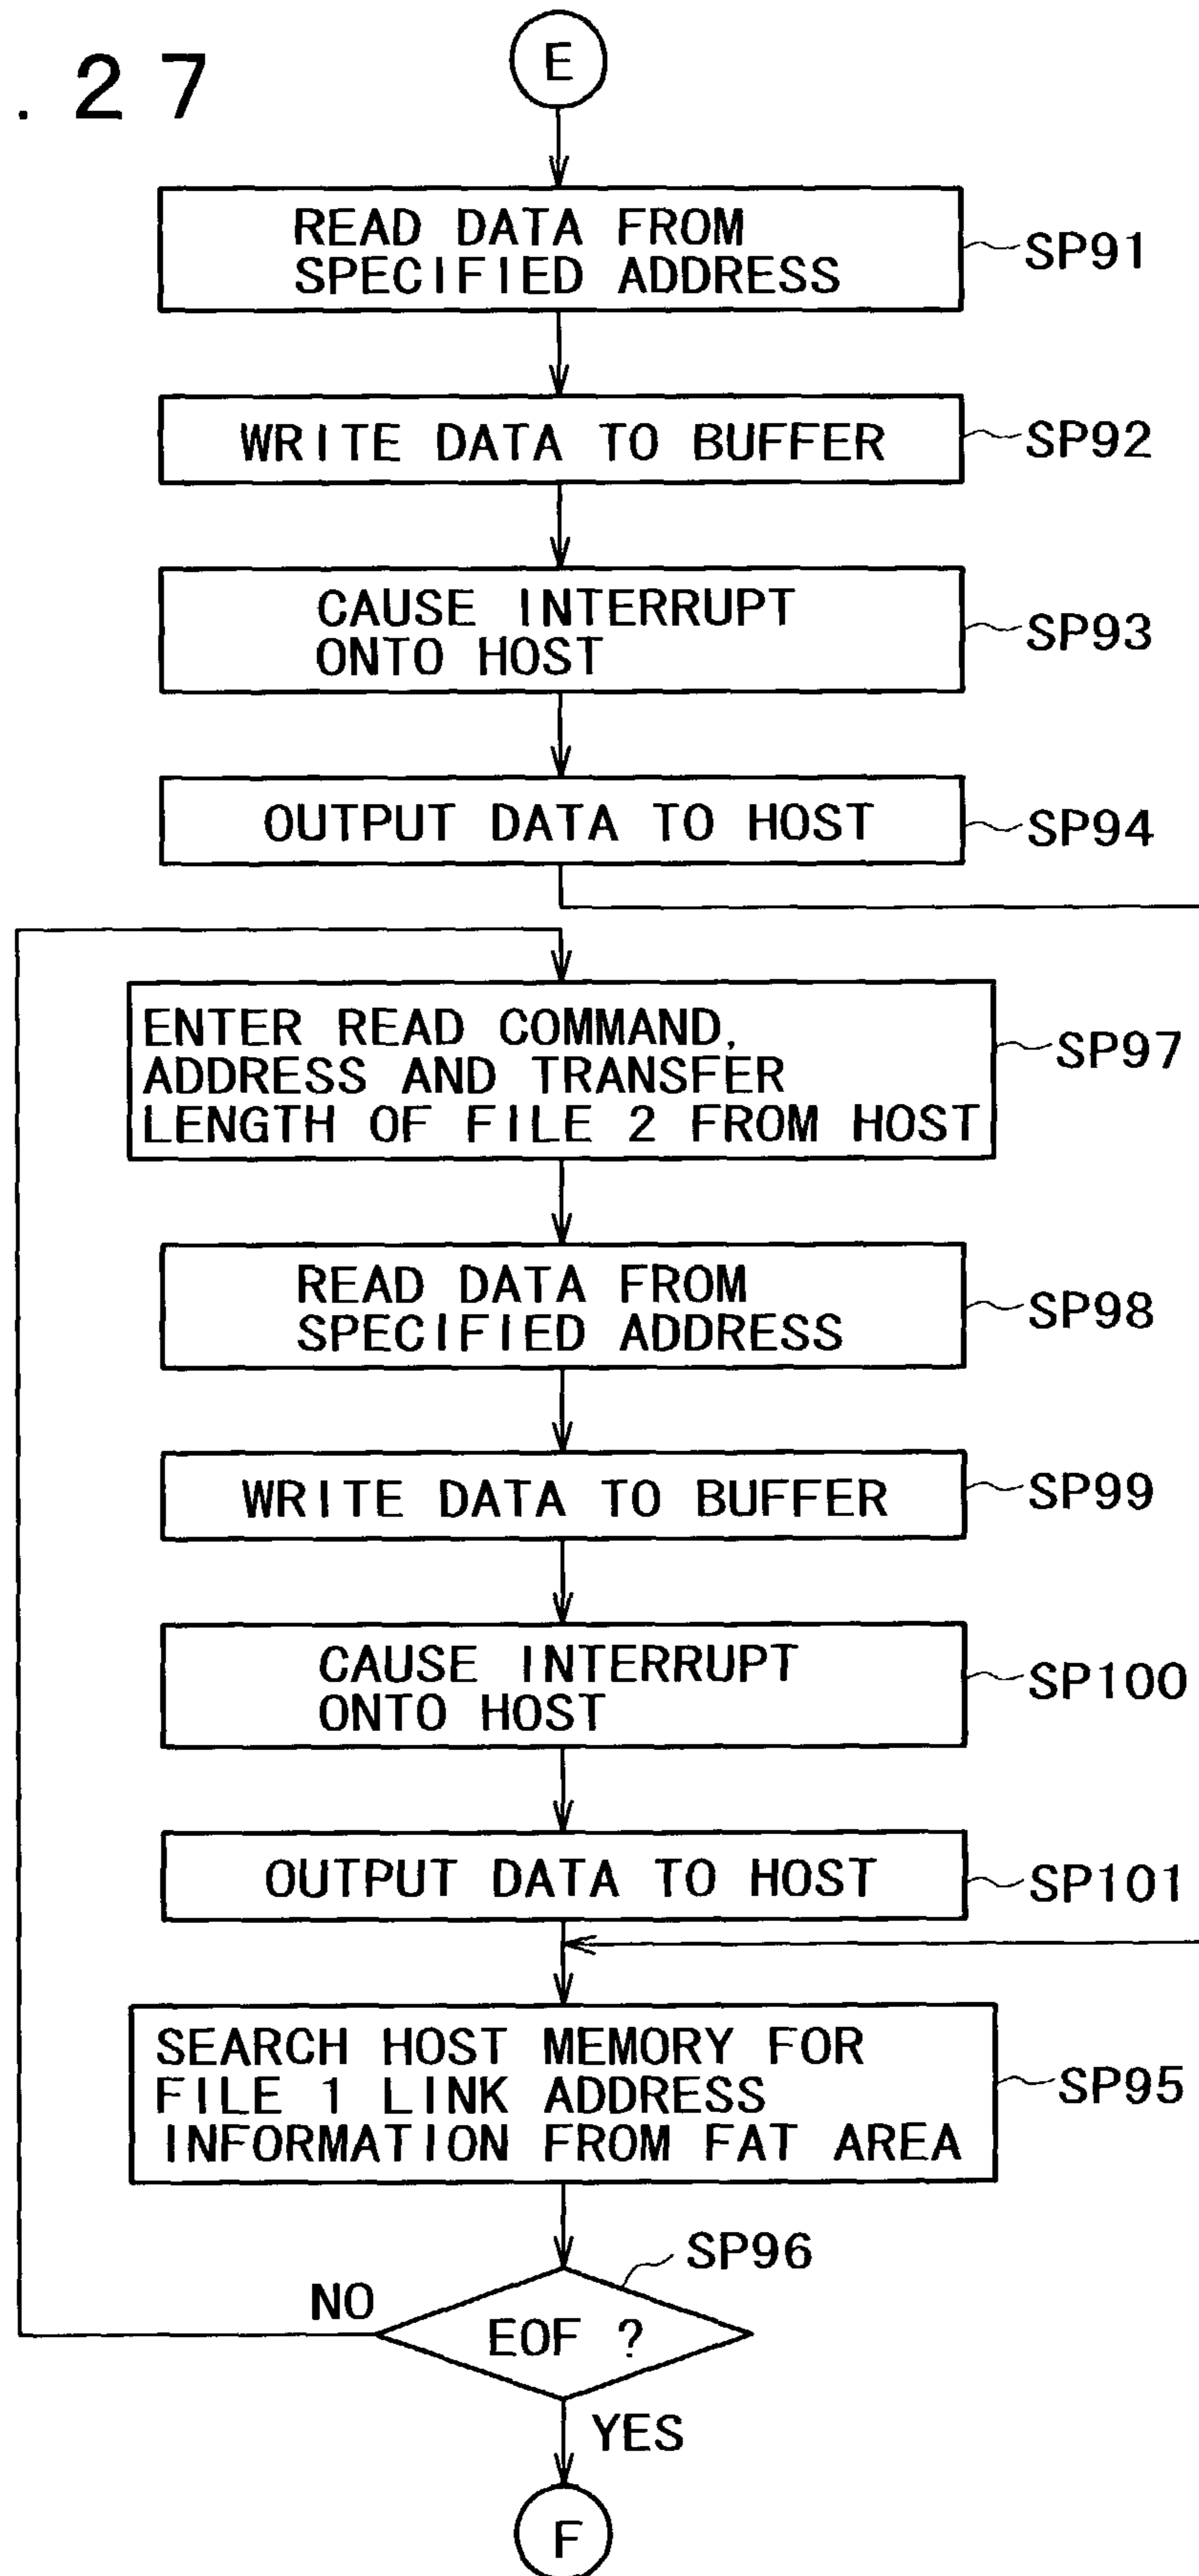 . 2 7
E
READ DATA FROM
SPECIFIED ADDRESS
SP91
WRITE DATA TO BUFFER
SP92
CAUSE INTERRUPT
ONTO HOST
SP93
OUTPUT DATA TO HOST
SP94
ENTER READ COMMAND,
ADDRESS AND TRANSFER
LENGTH OF FILE 2 FROM HOST
SP97
READ DATA FROM
SPECIFIED ADDRESS
SP98
WRITE DATA TO BUFFER
SP99
CAUSE INTERRUPT
ONTO HOST
SP100
OUTPUT DATA TO HOST
SP101
SEARCH HOST MEMORY FOR
FILE 1 LINK ADDRESS
INFORMATION FROM FAT AREA
SP95
SP96
NO
EOF ?
YES
F